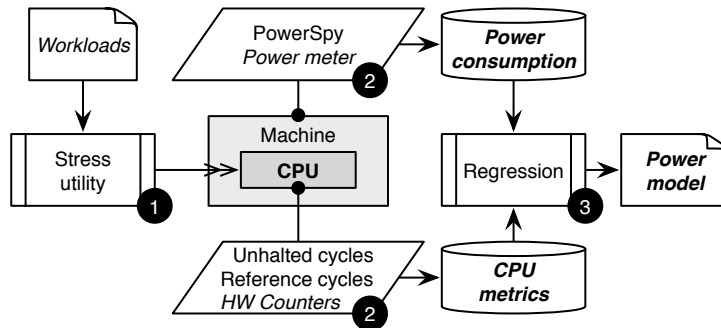 Workloads
PowerSpy
Power meter
2
Power
consumption
Machine
CPU
Stress
utility
1
Regression
3
Power
model
Unhalted cycles
Reference cycles
HW Counters
2
CPU
metrics